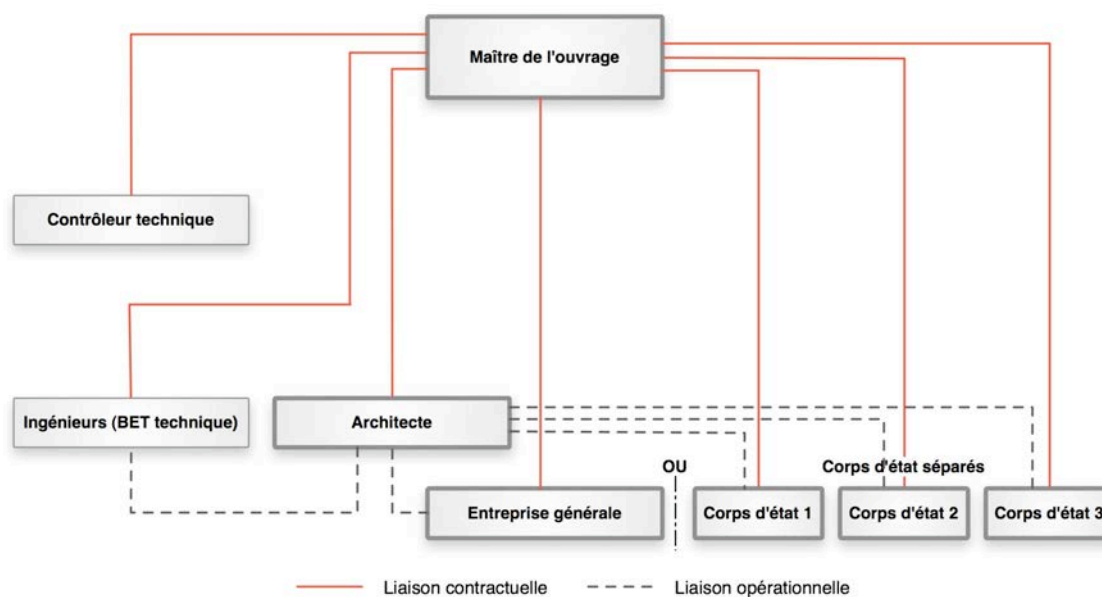 Maître de l'ouvrage
Contrôleur technique
Ingénieurs (BET technique)
Architecte
OU
Corps d'état séparés
Entreprise générale
Corps d'état 1
Corps d'état 2
Corps d'état 3
Liaison contractuelle
Liaison opérationnelle